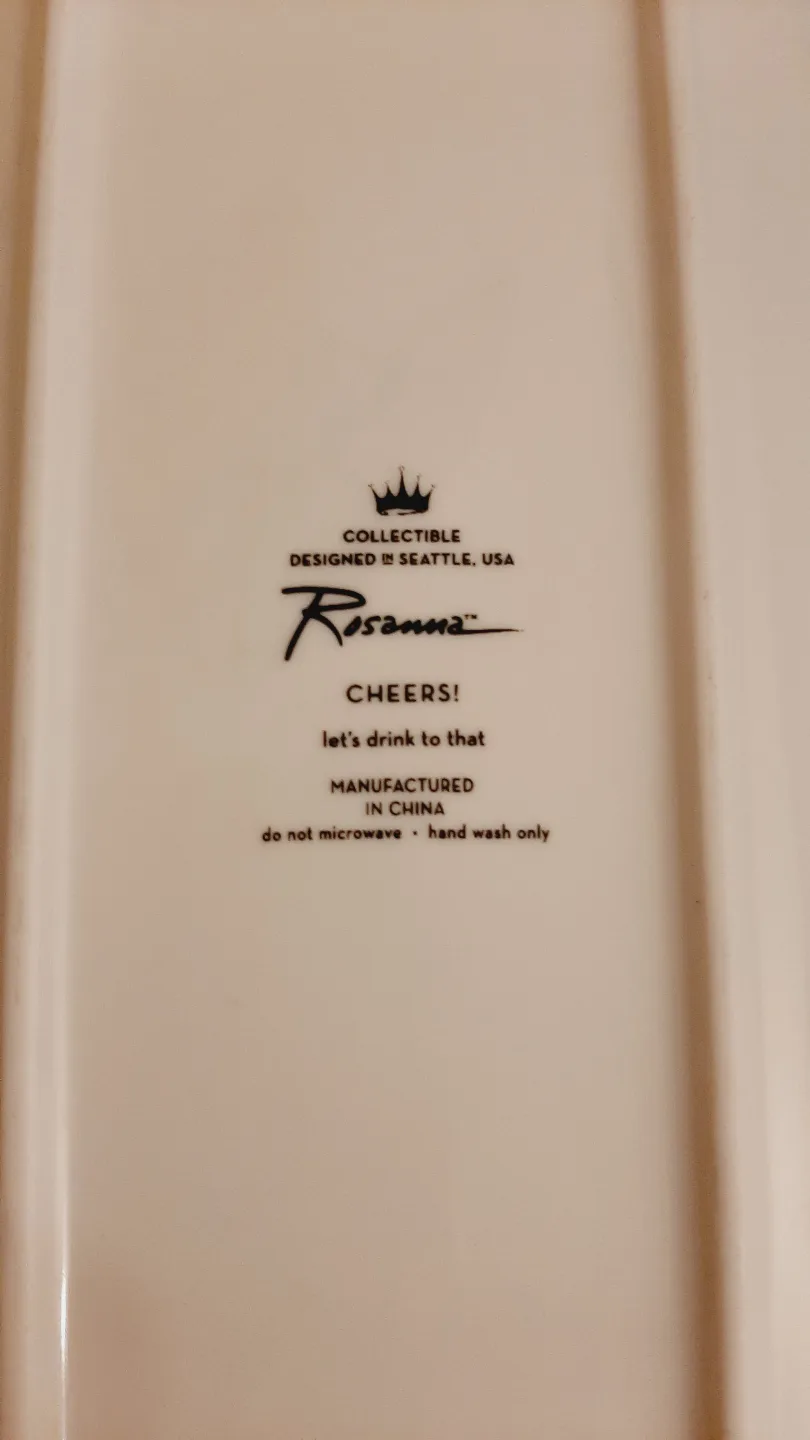 COLLECTIBLE
DESIGNED IN SEATTLE, USA
Rosanna™
CHEERS!
let's drink to that
MANUFACTURED
IN CHINA
do not microwave • hand wash only